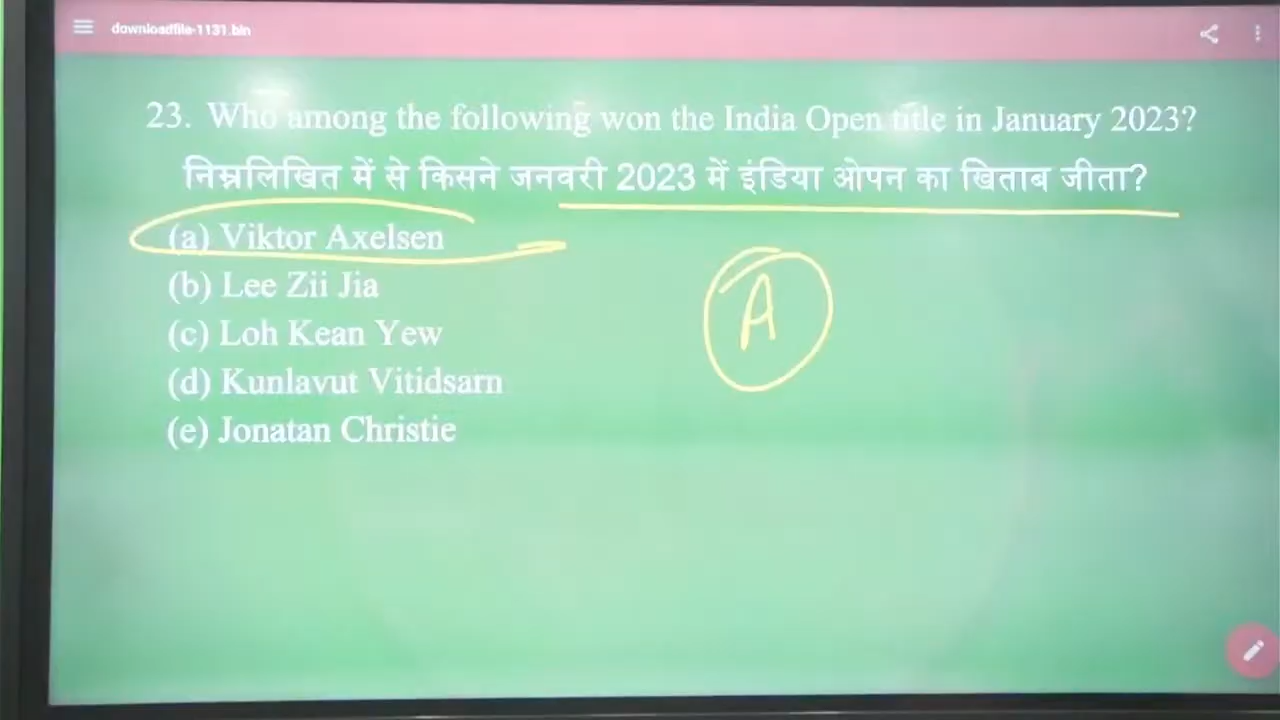 downloadfile-1131.bin
23. Who among the following won the India Open title in January 2023?
निम्नलिखित में से किसने जनवरी 2023 में इंडिया ओपन का खिताब जीता?
(a) Viktor Axelsen
(b) Lee Zii Jia
(c) Loh Kean Yew
(d) Kunlavut Vitidsarn
(e) Jonatan Christie
A